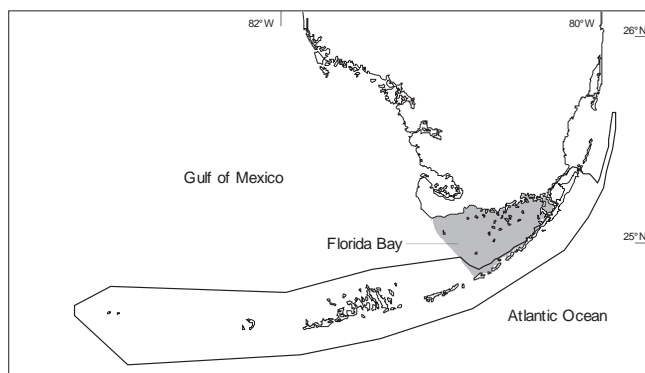 82°W
80°W
26°N
Gulf of Mexico
Florida Bay
25°N
Atlantic Ocean